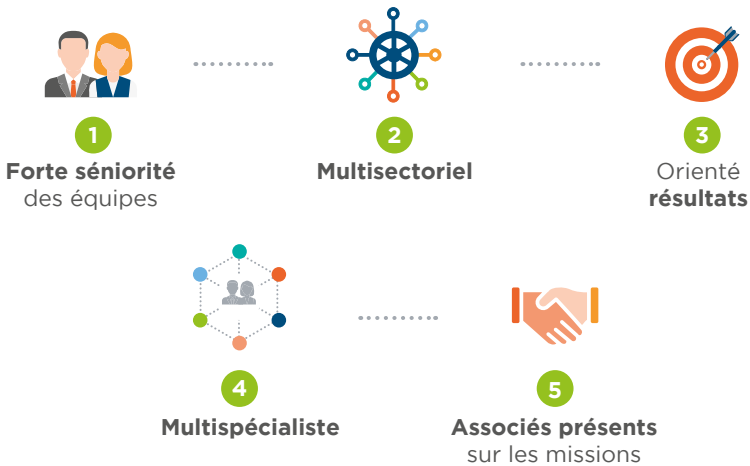 1
Forte séniorité
des équipes
2
Multisectoriel
3
Orienté
résultats
4
Multispécialiste
5
Associés présents
sur les missions